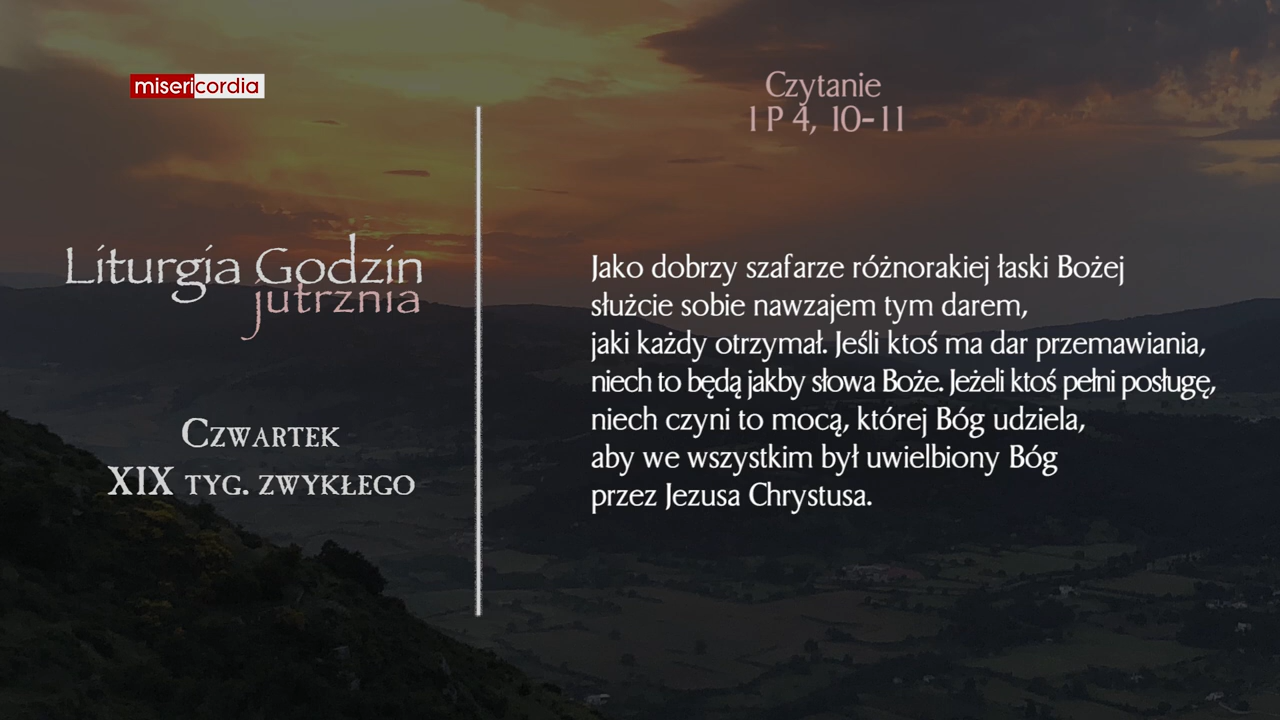 misericordia
Liturgia Godzin
jutrznia
Czwartek
XIX tyg. zwykłego
Czytanie
1 P 4, 10-11
Jako dobrzy szafarze różnorakiej łaski Bożej
służcie sobie nawzajem tym darem,
jaki każdy otrzymał. Jeśli ktoś ma dar przemawiania,
niech to będą jakby słowa Boże. Jeżeli ktoś pełni posługę,
niech czyni to mocą, której Bóg udziela,
aby we wszystkim był uwielbiony Bóg
przez Jezusa Chrystusa.